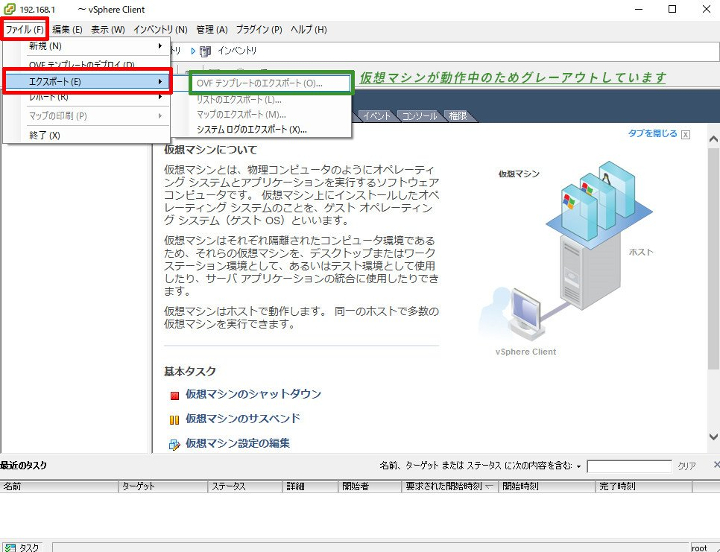 192.168.1 ～ vSphere Client
ファイル (F) 編集 (E) 表示 (W) インベントリ (N) 管理 (A) プラグイン (P) ヘルプ (H)
新規 (N)
トリ インベントリ
OVF テンプレートのデプロイ (D)
エクスポート (E)
OVF テンプレートのエクスポート (O)...
仮想マシンが動作中のためグレーアウトしています
レポート (R)
リストのエクスポート (L)...
マップの印刷 (P)
マップのエクスポート (M)...
イベント コンソール 権限
終了 (X)
システム ログのエクスポート (X)...
タブを閉じる
仮想マシンについて
仮想マシンとは、物理コンピュータのようにオペレーティ
ング システムとアプリケーションを実行するソフトウェア
コンピュータです。 仮想マシン上にインストールしたオペ
レーティング システムのことを、ゲスト オペレーティン
グ システム（ゲスト OS）といいます。
仮想マシンはそれぞれ隔離されたコンピュータ環境である
ため、それらの仮想マシンを、デスクトップまたはワーク
ステーション環境として、あるいはテスト環境として使用
したり、サーバ アプリケーションの統合に使用したりでき
ます。
仮想マシンはホストで動作します。 同一のホストで多数の
仮想マシンを実行できます。
仮想マシン
ホスト
vSphere Client
基本タスク
仮想マシンのシャットダウン
仮想マシンのサスペンド
仮想マシン設定の編集
最近のタスク
名前、ターゲット または ステータス に次の内容を含む:
クリア
名前 ターゲット ステータス 詳細 開始者 要求された開始時刻 開始時刻 完了時刻
タスク
root